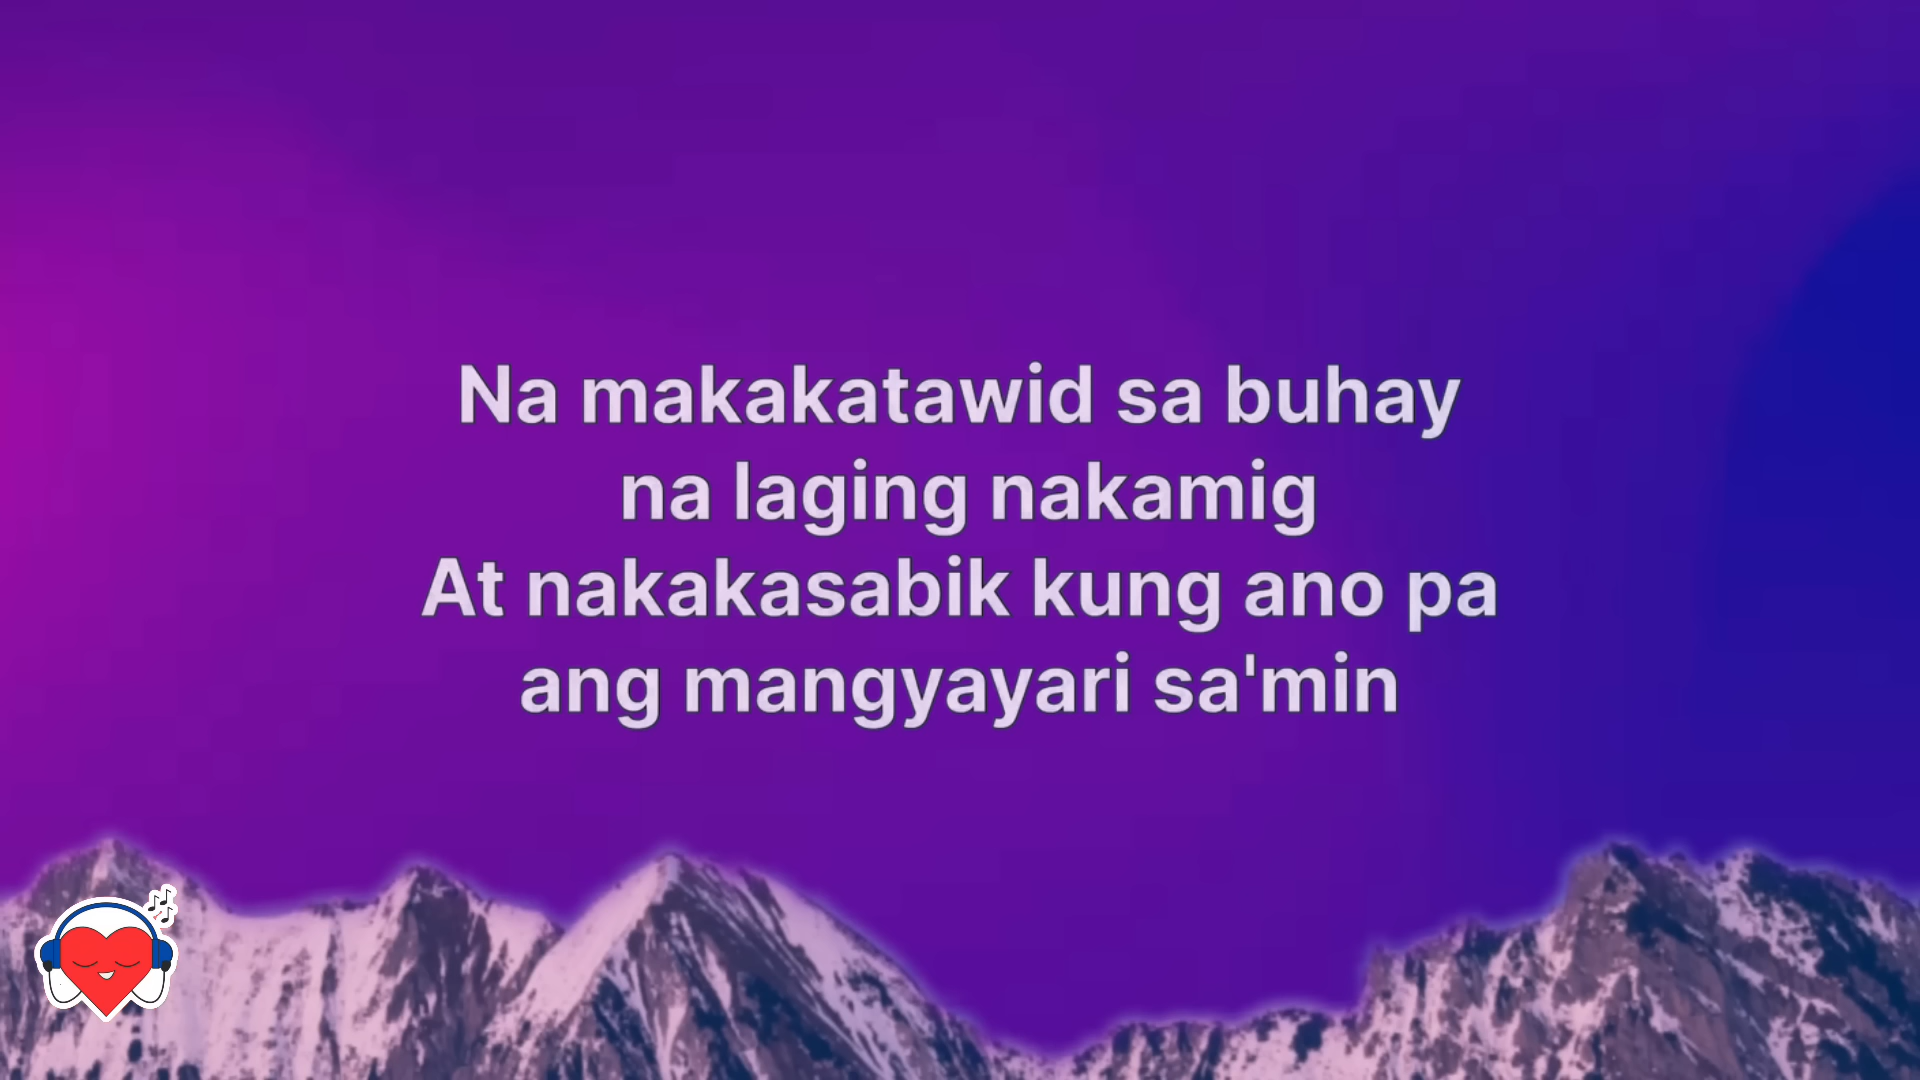 Na makakatawid sa buhay
na laging nakamig
At nakakasabik kung ano pa
ang mangyayari sa'min